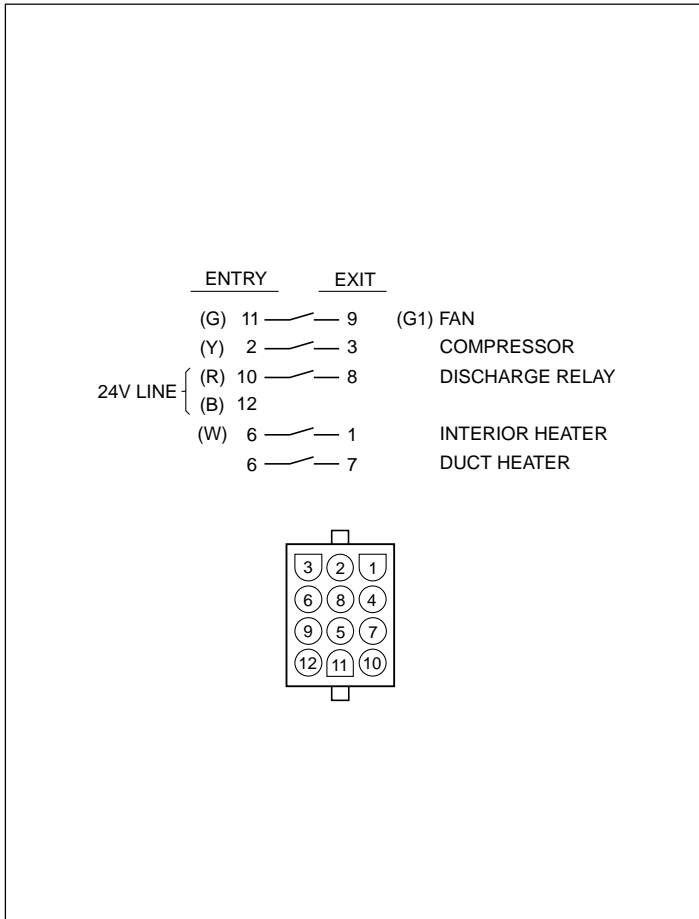 ENTRY EXIT
(G) 11 9 (G1) FAN
(Y) 2 3 COMPRESSOR
24V LINE (R) 10 8 DISCHARGE RELAY
(B) 12
(W) 6 1 INTERIOR HEATER
6 7 DUCT HEATER
3 2 1
6 8 4
9 5 7
12 11 10